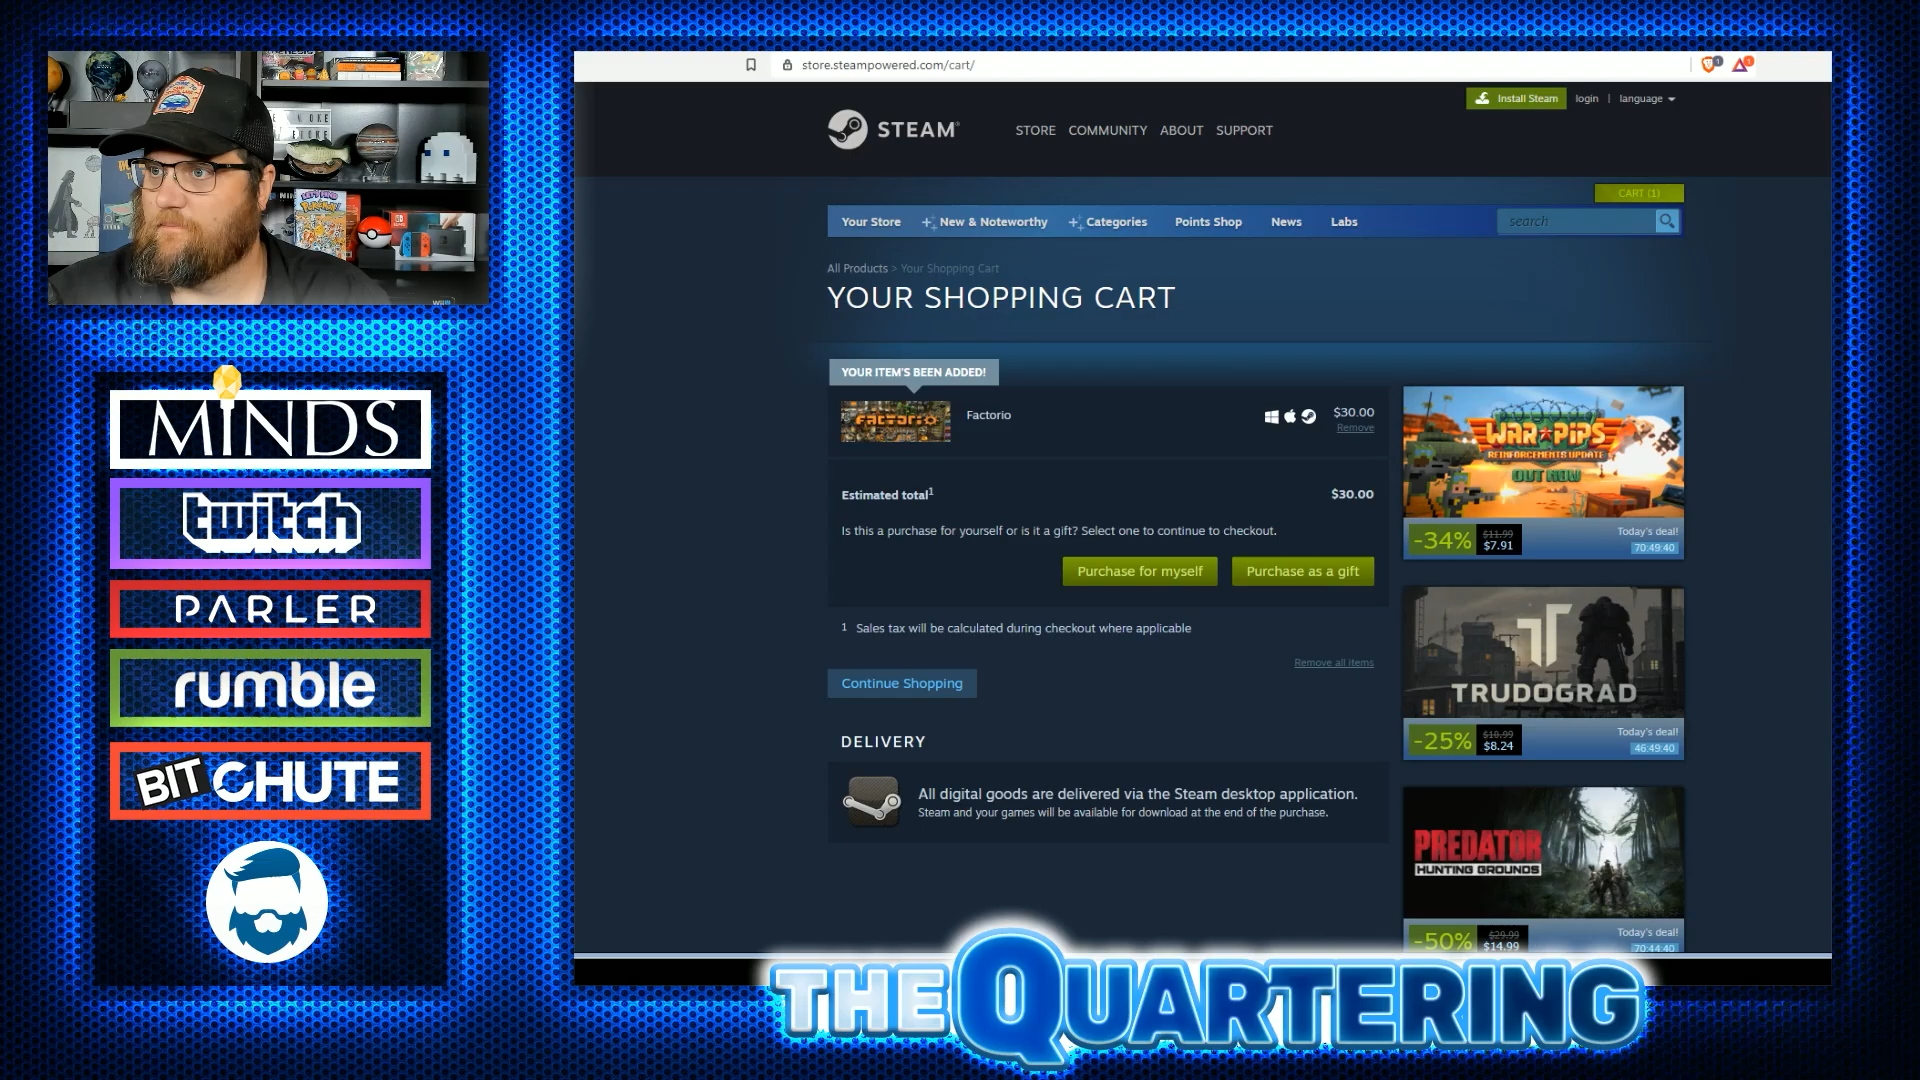 store.steampowered.com/cart/
Install Steam
login | language
STEAM®
STORE COMMUNITY ABOUT SUPPORT
CART (1)
Your Store New & Noteworthy Categories Points Shop News Labs
search
All Products > Your Shopping Cart
YOUR SHOPPING CART
YOUR ITEM'S BEEN ADDED!
FACTORIO
Factorio
$30.00
Remove
Estimated total¹
$30.00
Is this a purchase for yourself or is it a gift? Select one to continue to checkout.
Purchase for myself
Purchase as a gift
1 Sales tax will be calculated during checkout where applicable
Remove all items
Continue Shopping
DELIVERY
All digital goods are delivered via the Steam desktop application.
Steam and your games will be available for download at the end of the purchase.
WARPIPS
REINFORCEMENTS UPDATE
OUT NOW
-34%
$11.99
$7.91
Today's deal!
70:49:40
TRUDOGRAD
-25%
$10.99
$8.24
Today's deal!
46:49:40
PREDATOR
HUNTING GROUNDS
-50%
$29.99
$14.99
Today's deal!
70:44:40
MINDS
twitch
PARLER
rumble
BITCHUTE
THE QUARTERING